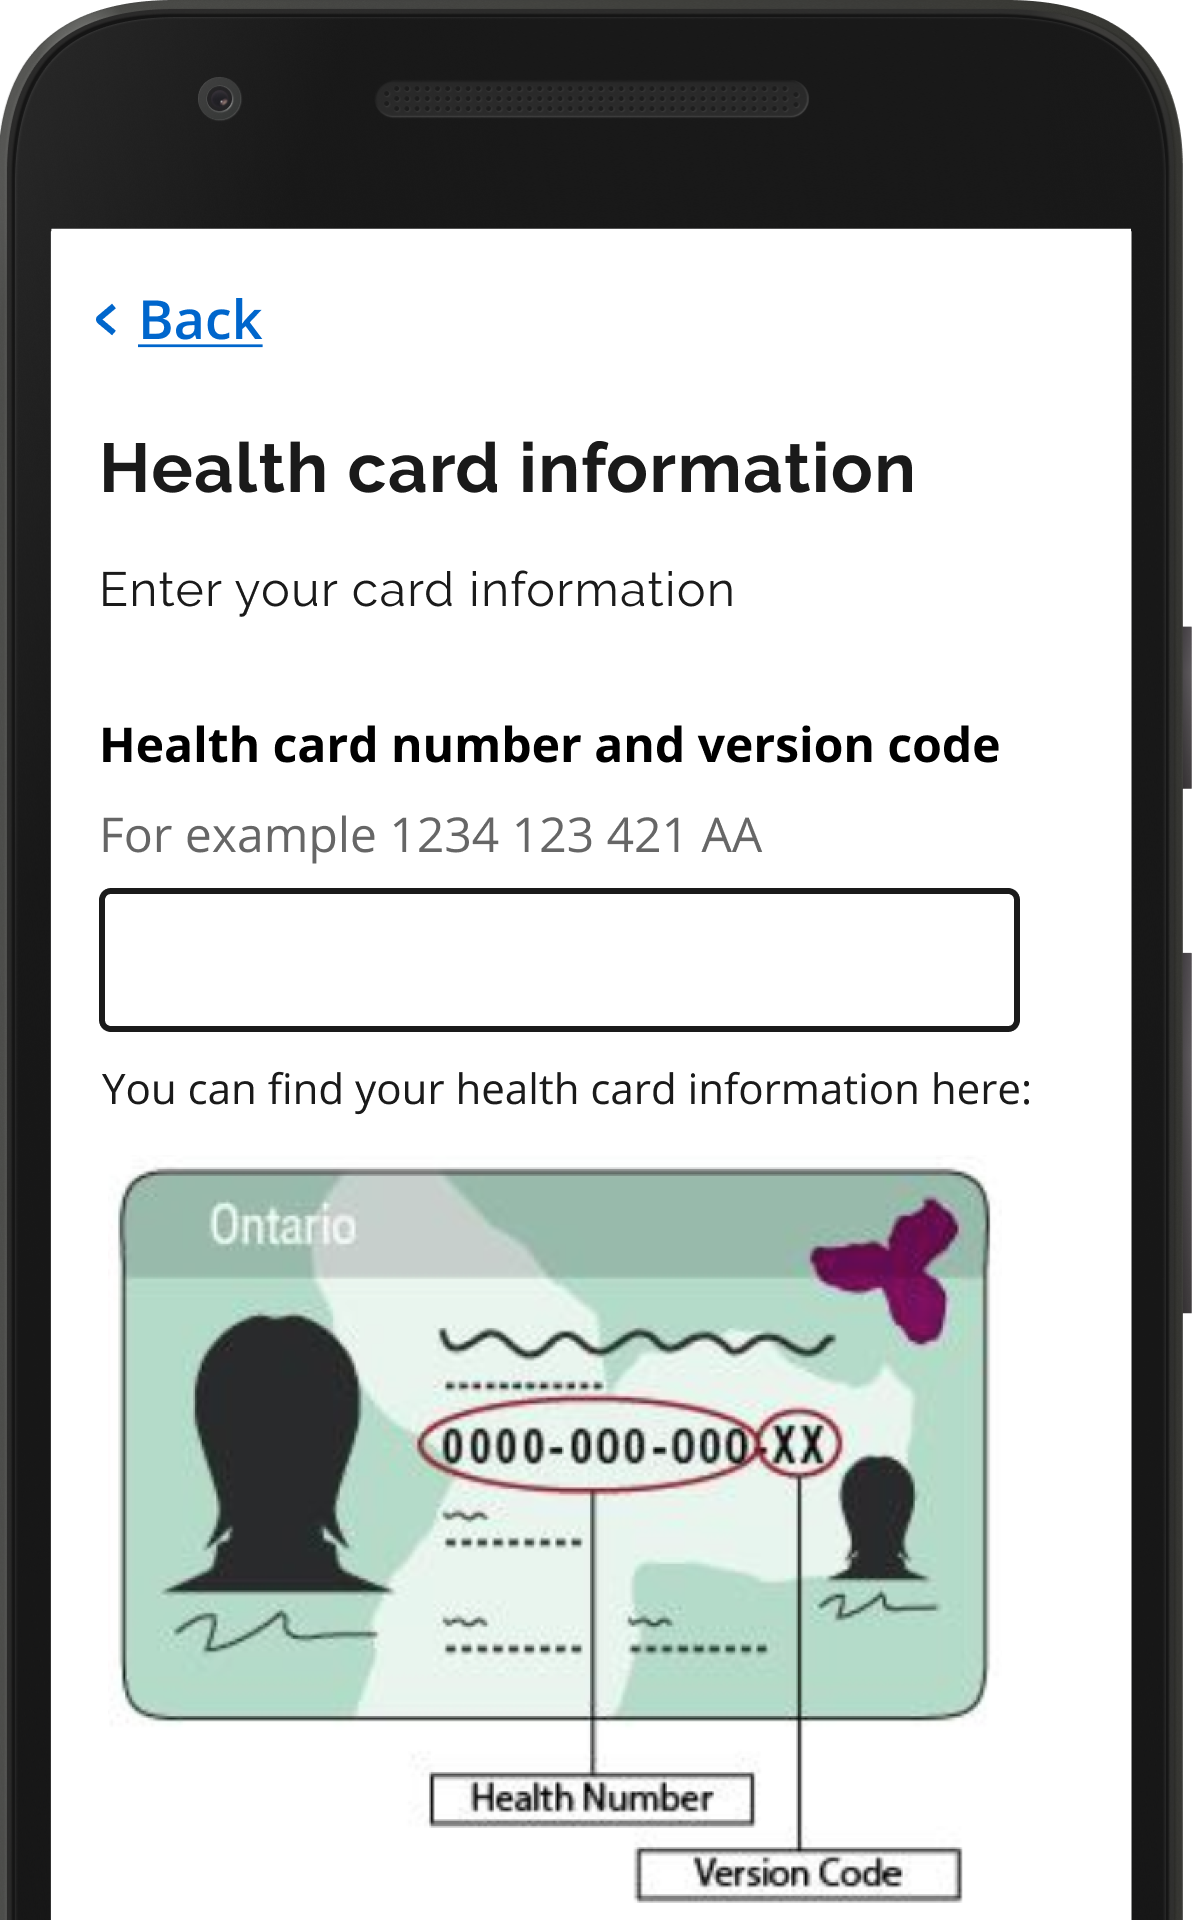 < Back
Health card information
Enter your card information
Health card number and version code
For example 1234 123 421 AA
You can find your health card information here:
Ontario
0000-000-000-XX
Health Number
Version Code